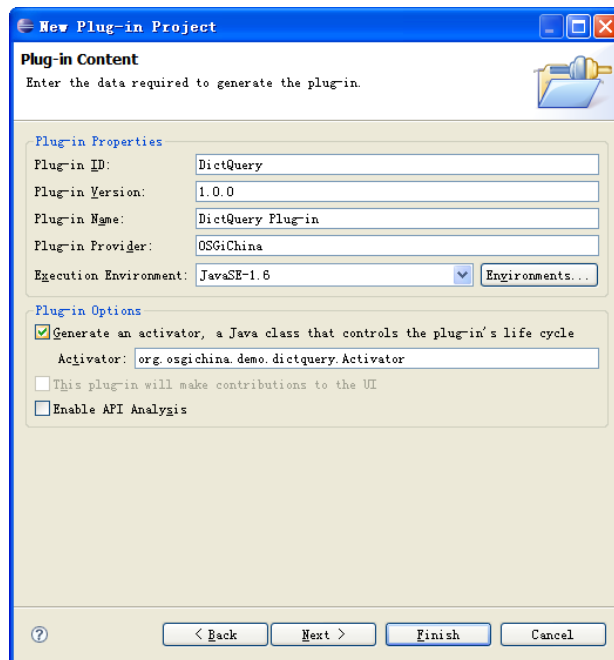 New Plug-in Project
Plug-in Content
Enter the data required to generate the plug-in.
Plug-in Properties
Plug-in ID: DictQuery
Plug-in Version: 1.0.0
Plug-in Name: DictQuery Plug-in
Plug-in Provider: OSGiChina
Execution Environment: JavaSE-1.6 Environments...
Plug-in Options
Generate an activator, a Java class that controls the plug-in's life cycle
Activator: org.osgichina.demo.dictquery.Activator
This plug-in will make contributions to the UI
Enable API Analysis
? < Back Next > Finish Cancel